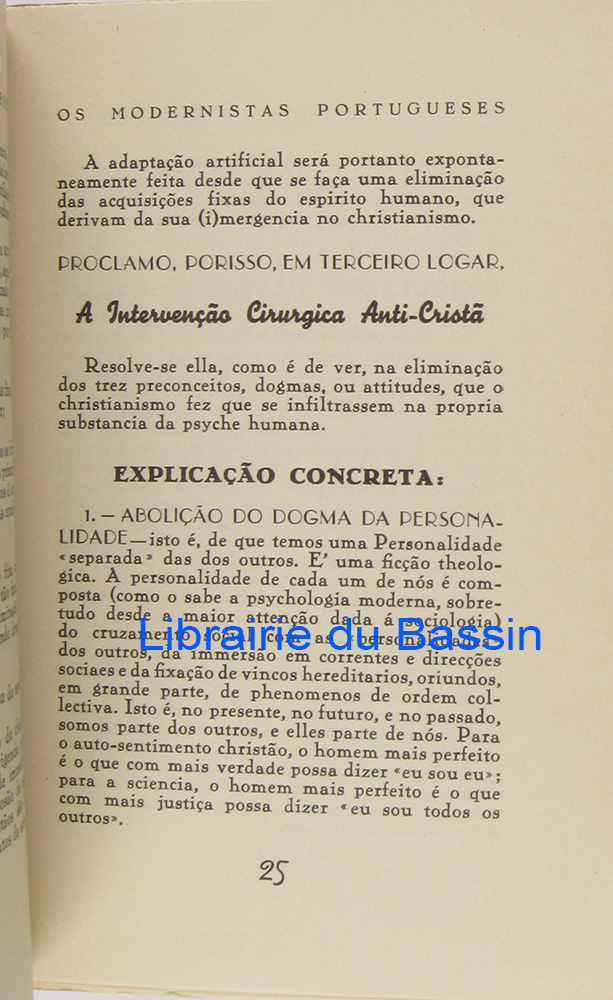 OS MODERNISTAS PORTUGUESES
A adaptação artificial será portanto exponta-
neamente feita desde que se faça uma eliminação
das acquisições fixas do espirito humano, que
derivam da sua (i)mergencia no christianismo.
PROCLAMO, PORISSO, EM TERCEIRO LOGAR,
A Intervenção Cirurgica Anti-Cristã
Resolve-se ella, como é de ver, na eliminação
dos trez preconceitos, dogmas, ou attitudes, que o
christianismo fez que se infiltrassem na propria
substancia da psyche humana.
EXPLICAÇÃO CONCRETA:
1. — ABOLIÇÃO DO DOGMA DA PERSONA-
LIDADE—isto é, de que temos uma Personalidade
«separada» das dos outros. E' uma ficção theolo-
gica. A personalidade de cada um de nós é com-
posta (como o sabe a psychologia moderna, sobre-
tudo desde a maior attenção dada á sociologia)
do cruzamento social com as «personalidades»
dos outros, da immersão em correntes e direcções
sociaes e da fixação de vincos hereditarios, oriundos,
em grande parte, de phenomenos de ordem col-
lectiva. Isto é, no presente, no futuro, e no passado,
somos parte dos outros, e elles parte de nós. Para
o auto-sentimento christão, o homem mais perfeito
é o que com mais verdade possa dizer «eu sou eu»;
para a sciencia, o homem mais perfeito é o que
com mais justiça possa dizer «eu sou todos os
outros».
25
Librairie du Bassin